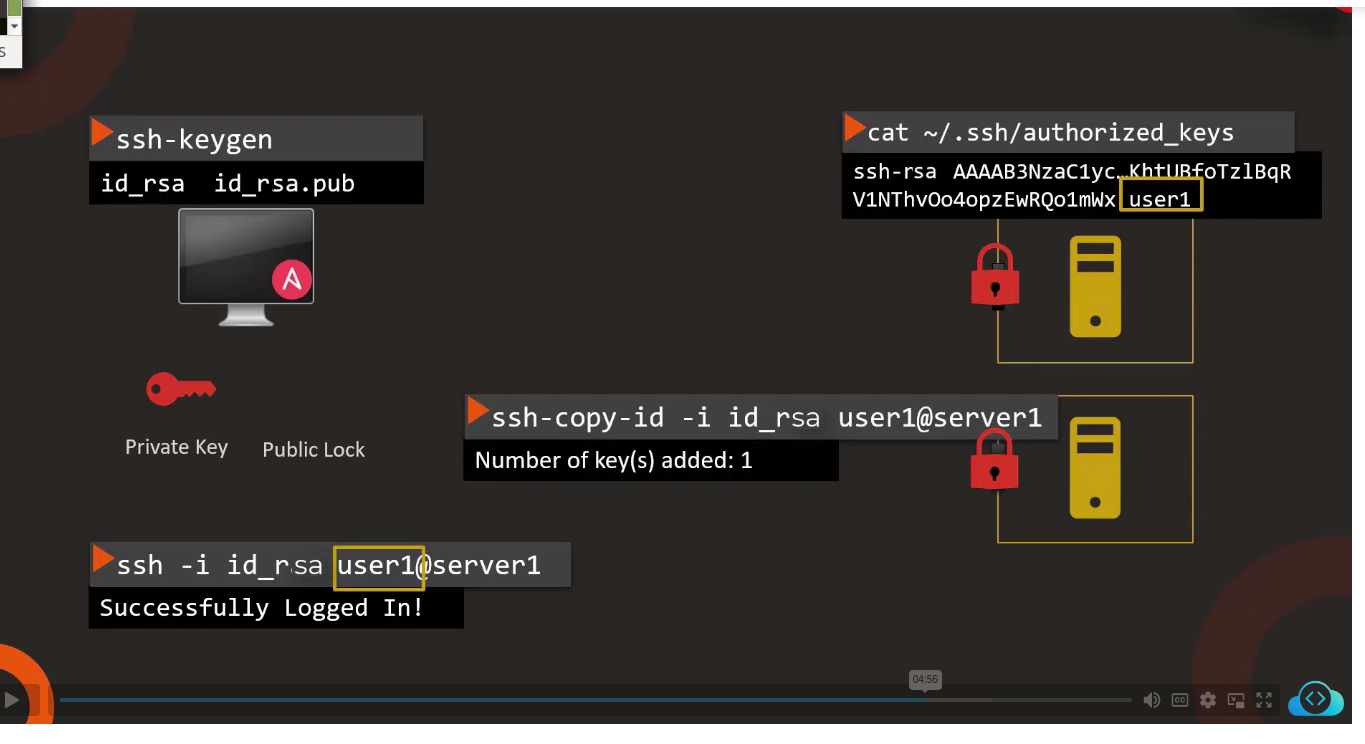 s
ssh-keygen
id_rsa id_rsa.pub
cat ~/.ssh/authorized_keys
ssh-rsa AAAAB3NzaC1yc…KhtUBfoTzlBqR
V1NThvOo4opzEwRQo1mWx user1
Private Key
Public Lock
ssh-copy-id -i id_rsa user1@server1
Number of key(s) added: 1
ssh -i id_rsa user1@server1
Successfully Logged In!
04:56
CC